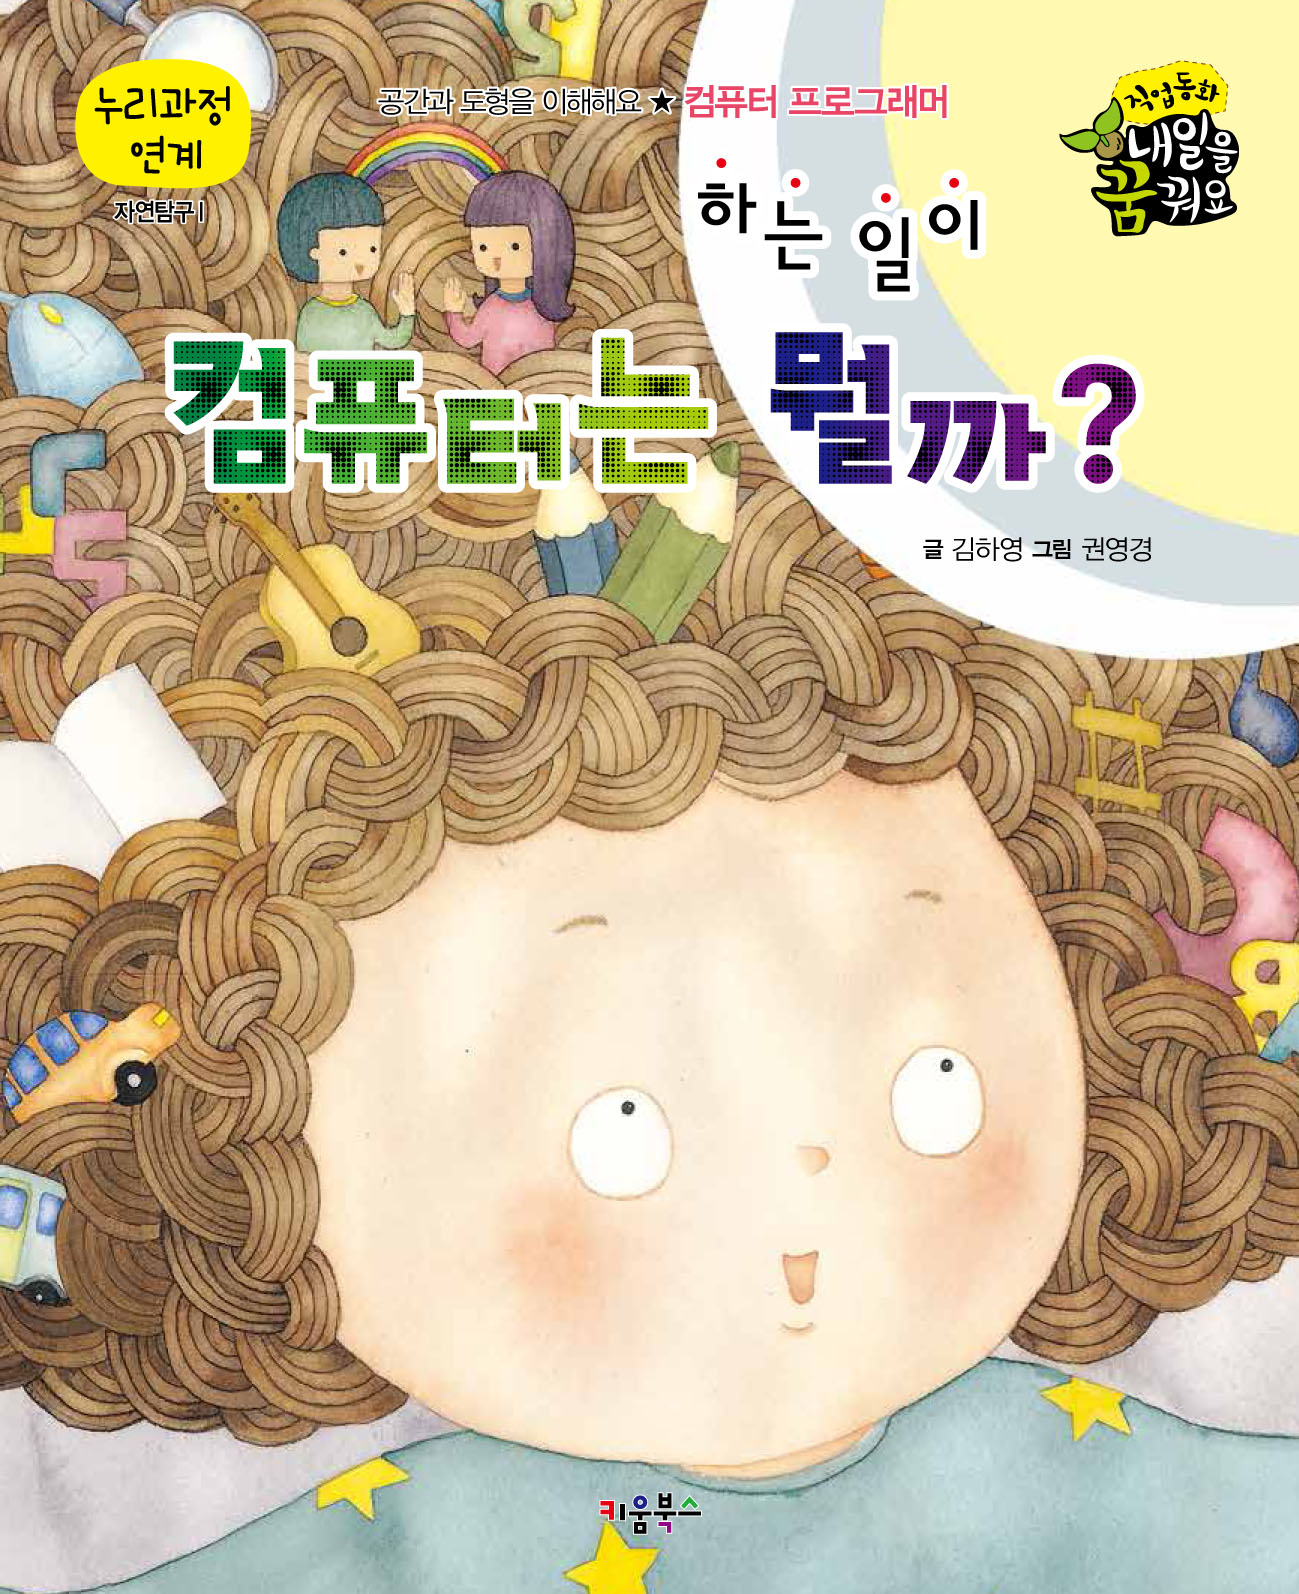 누리과정
연계
자연탐구 I
공간과 도형을 이해해요 ★ 컴퓨터 프로그래머
직업동화
내일을
꿈 꿔요
하는 일이
컴퓨터는 뭘까?
글 김하영 그림 권영경
키움북스